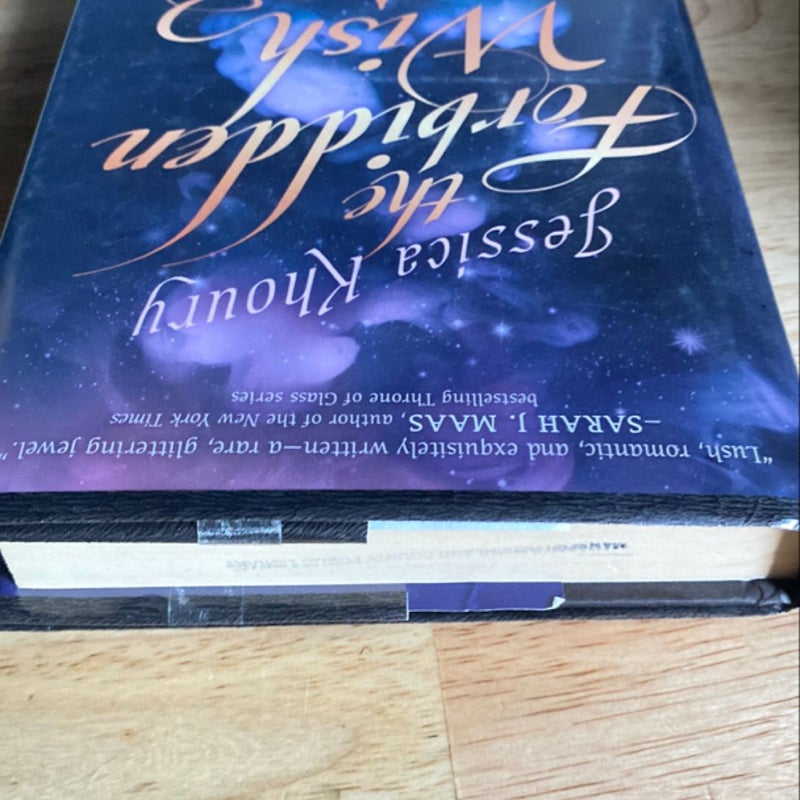 "Lush, romantic, and exquisitely written—a rare, glittering jewel."
—SARAH J. MAAS, author of the New York Times
bestselling Throne of Glass series
Jessica Khoury
the
Forbidden
Wish